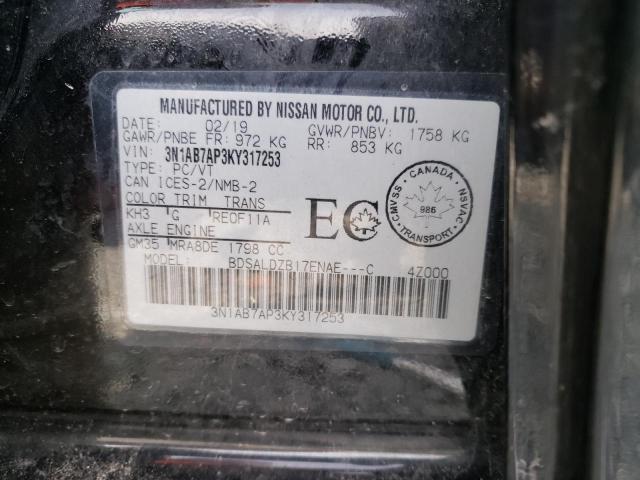 MANUFACTURED BY NISSAN MOTOR CO., LTD.
DATE: 02/19 GVWR/PNBV: 1758 KG
GAWR/PNBE FR: 972 KG RR: 853 KG
VIN: 3N1AB7AP3KY317253
TYPE: PC/VT
CAN ICES-2/NMB-2
COLOR TRIM TRANS
KH3 G RE0F11A
AXLE ENGINE
GM35 MRA8DE 1798 CC
MODEL: BDSALDZB17ENAE---C 4Z000
3N1AB7AP3KY317253
EC
CANADA
CMVSS NSVAC
986
TRANSPORT